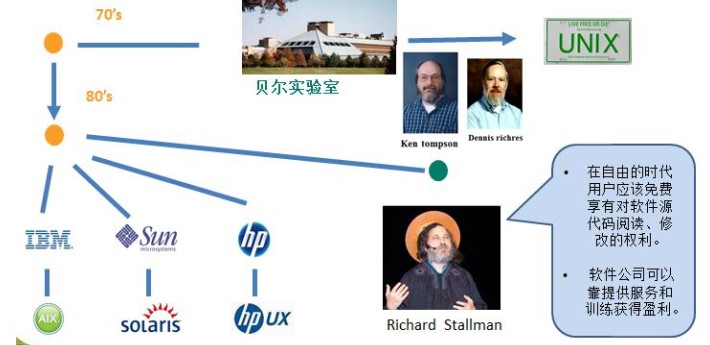 70's
贝尔实验室
LIVE FREE OR DIE
UNIX
Ken tompson
Dennis richres
80's
IBM
Sun
microsystems
hp
AIX
solaris
hp UX
Richard Stallman
• 在自由的时代
用户应该免费
享有对软件源
代码阅读、修
改的权利。
• 软件公司可以
靠提供服务和
训练获得盈利。